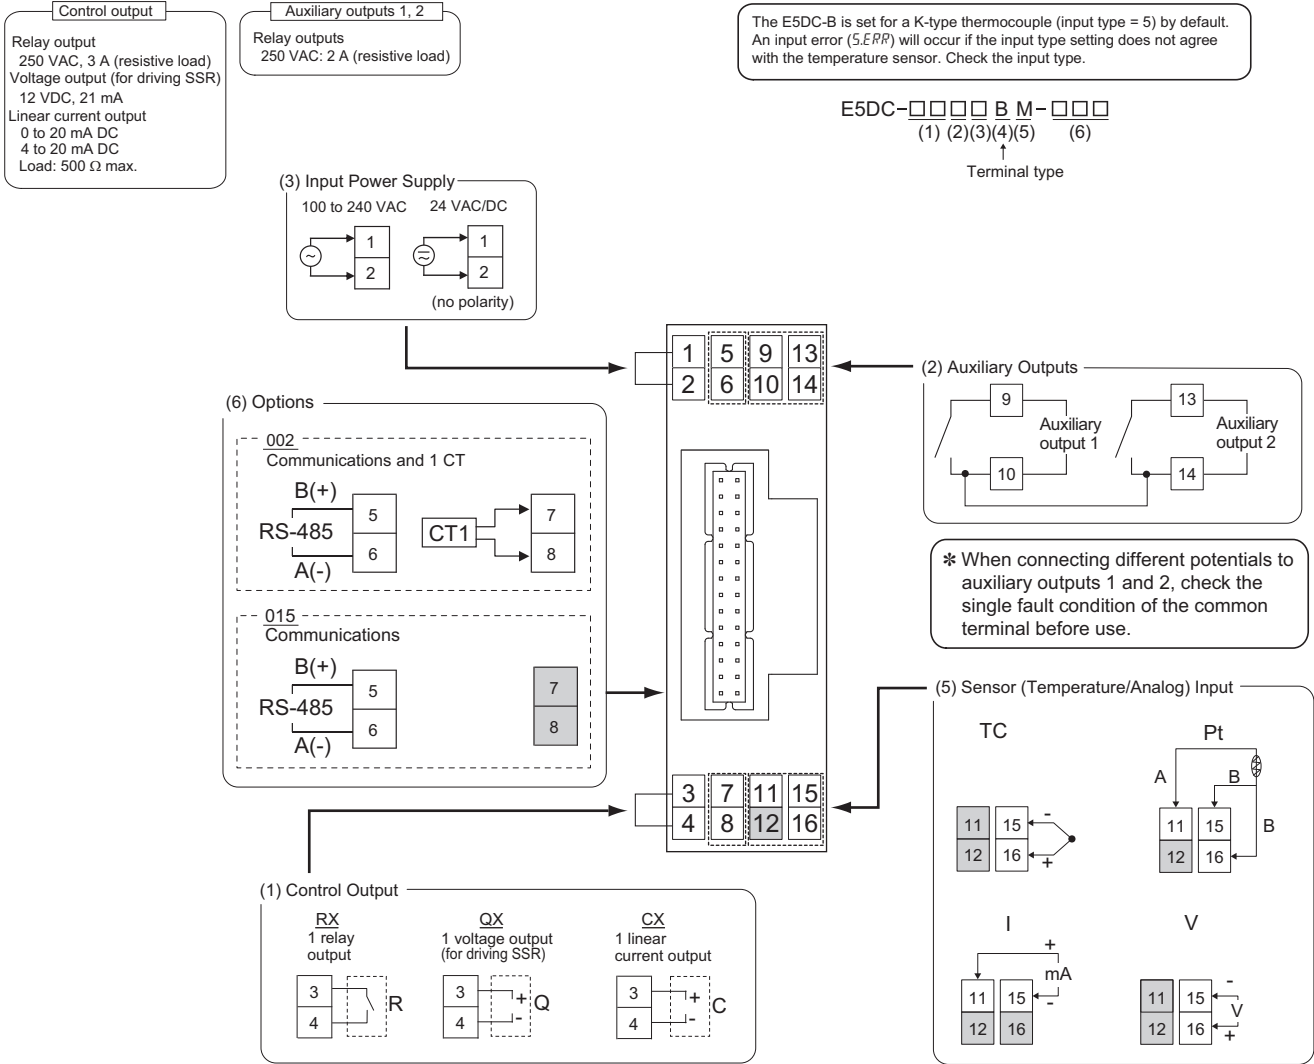 Control output
Relay output
250 VAC, 3 A (resistive load)
Voltage output (for driving SSR)
12 VDC, 21 mA
Linear current output
0 to 20 mA DC
4 to 20 mA DC
Load: 500 Ω max.
Auxiliary outputs 1, 2
Relay outputs
250 VAC: 2 A (resistive load)
The E5DC-B is set for a K-type thermocouple (input type = 5) by default.
An input error (S.ERR) will occur if the input type setting does not agree
with the temperature sensor. Check the input type.
E5DC-□□□□ B M-□□□
(1) (2)(3)(4)(5) (6)
Terminal type
(3) Input Power Supply
100 to 240 VAC 24 VAC/DC
1 1
2 2
(no polarity)
1 5 9 13
2 6 10 14
(2) Auxiliary Outputs
9 13
Auxiliary
output 1
Auxiliary
output 2
10 14
✻ When connecting different potentials to
auxiliary outputs 1 and 2, check the
single fault condition of the common
terminal before use.
(6) Options
002
Communications and 1 CT
B(+)
RS-485
A(-)
5
6
CT1
7
8
015
Communications
B(+)
RS-485
A(-)
5
6
7
8
3 7 11 15
4 8 12 16
(5) Sensor (Temperature/Analog) Input
TC
11 15 -
12 16 +
Pt
A B
B
11 15
12 16
I
+
mA
-
11 15
12 16
V
11 15 -
V
12 16 +
(1) Control Output
RX
1 relay
output
3
4
R
QX
1 voltage output
(for driving SSR)
3 +
4 -
Q
CX
1 linear
current output
3 +
4 -
C